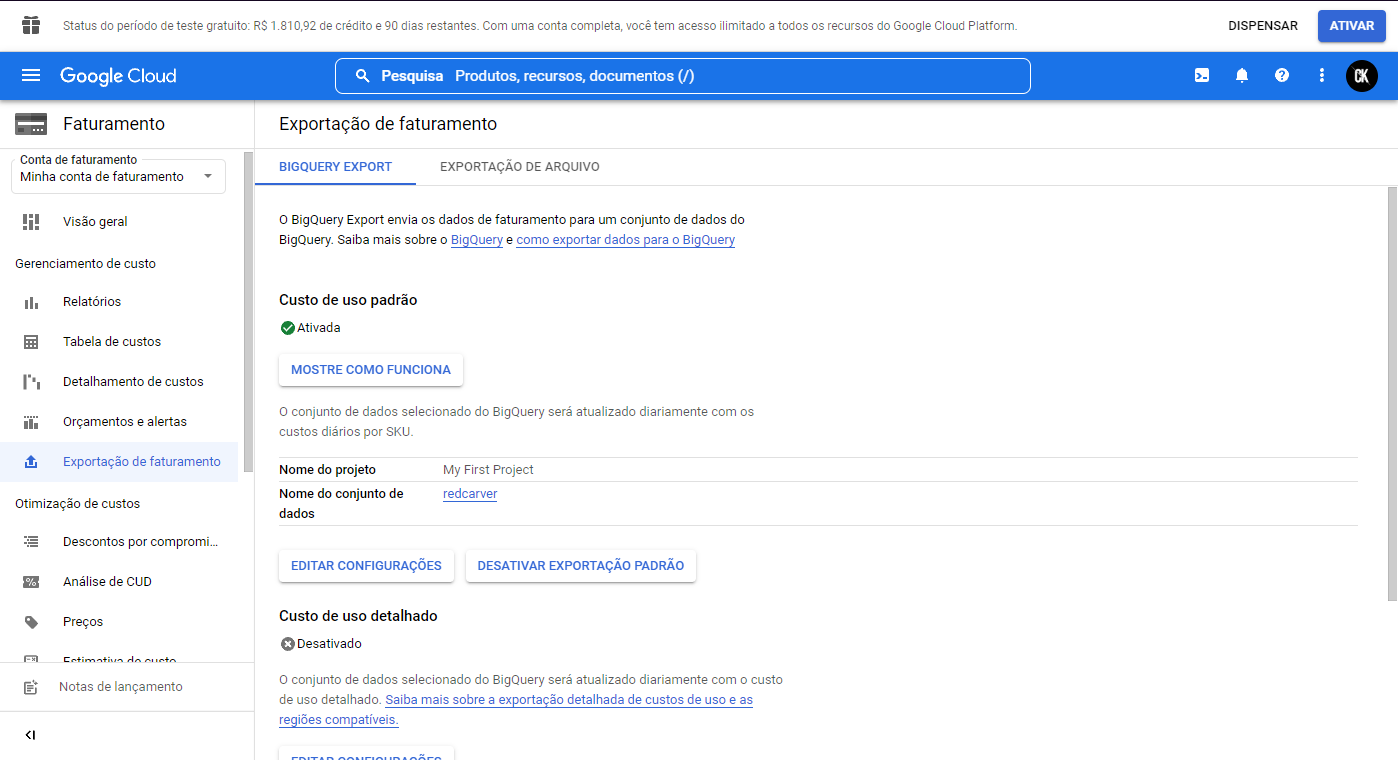 Status do período de teste gratuito: R$ 1.810,92 de crédito e 90 dias restantes. Com uma conta completa, você tem acesso ilimitado a todos os recursos do Google Cloud Platform.
DISPENSAR
ATIVAR
Google Cloud
Pesquisa Produtos, recursos, documentos (/)
CK
Faturamento
Conta de faturamento
Minha conta de faturamento
Visão geral
Gerenciamento de custo
Relatórios
Tabela de custos
Detalhamento de custos
Orçamentos e alertas
Exportação de faturamento
Otimização de custos
Descontos por compromi...
Análise de CUD
Preços
Estimativa de custo
Notas de lançamento
Exportação de faturamento
BIGQUERY EXPORT
EXPORTAÇÃO DE ARQUIVO
O BigQuery Export envia os dados de faturamento para um conjunto de dados do
BigQuery. Saiba mais sobre o BigQuery e como exportar dados para o BigQuery
Custo de uso padrão
Ativada
MOSTRE COMO FUNCIONA
O conjunto de dados selecionado do BigQuery será atualizado diariamente com os
custos diários por SKU.
Nome do projeto My First Project
Nome do conjunto de redcarver
dados
EDITAR CONFIGURAÇÕES
DESATIVAR EXPORTAÇÃO PADRÃO
Custo de uso detalhado
Desativado
O conjunto de dados selecionado do BigQuery será atualizado diariamente com o custo
de uso detalhado. Saiba mais sobre a exportação detalhada de custos de uso e as
regiões compatíveis.
EDITAR CONFIGURAÇÕES